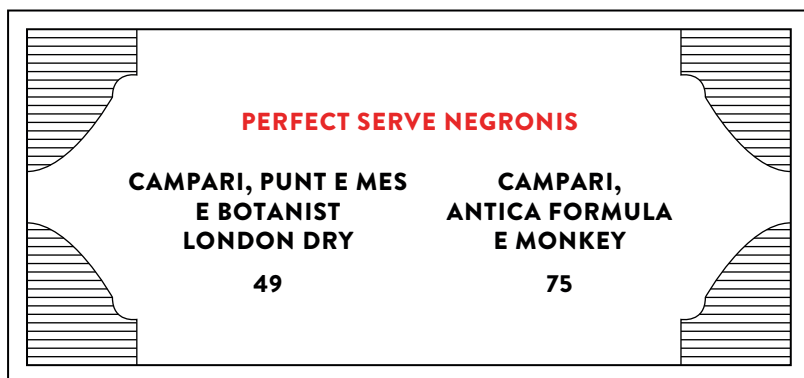 PERFECT SERVE NEGRONIS
CAMPARI, PUNT E MES
E BOTANIST
LONDON DRY
49
CAMPARI,
ANTICA FORMULA
E MONKEY
75